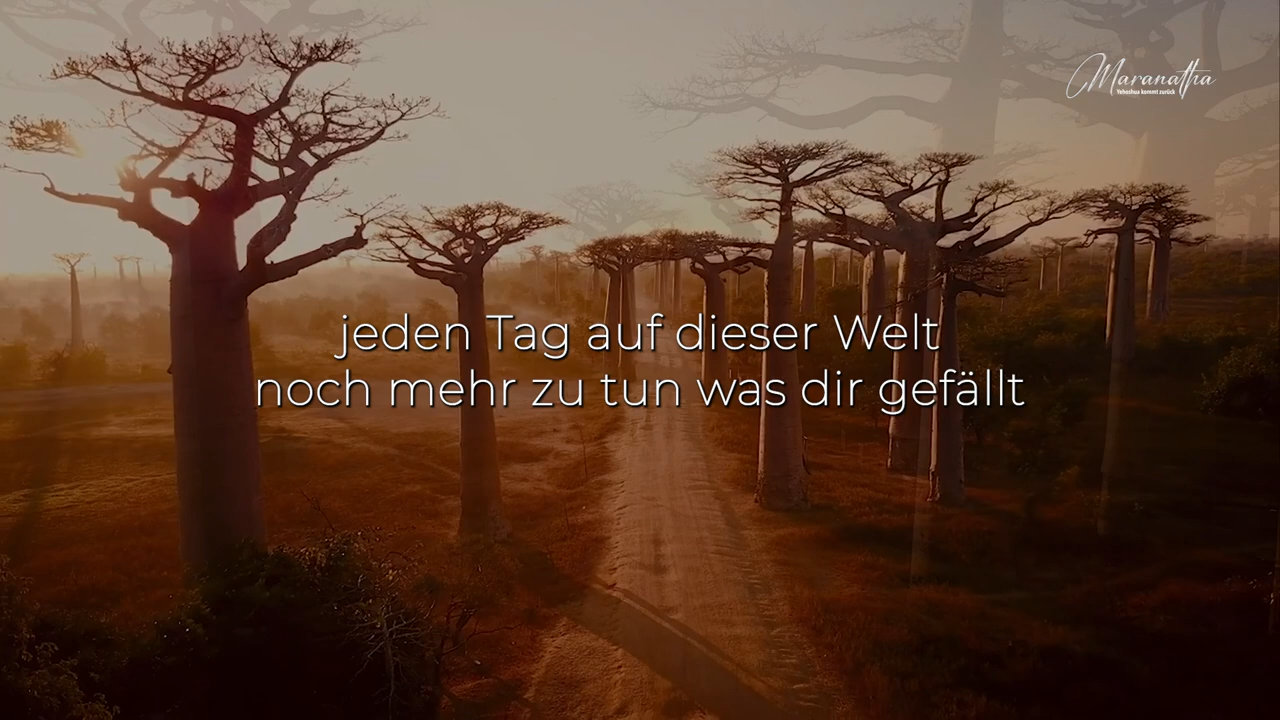 Maranatha
Yehoshua kommt zurück
jeden Tag auf dieser Welt
noch mehr zu tun was dir gefällt